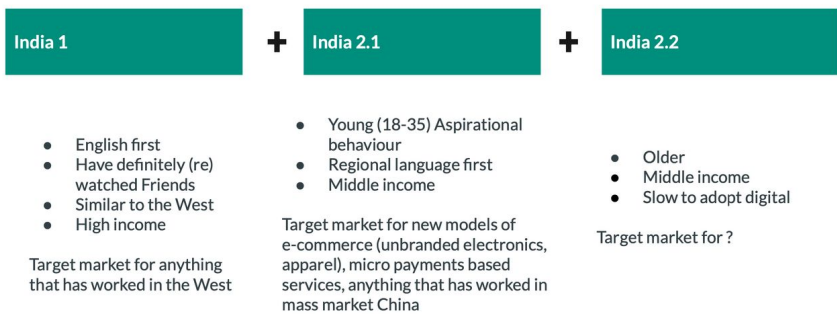 India 1
+
India 2.1
+
India 2.2
● English first
● Have definitely (re)
watched Friends
● Similar to the West
● High income
Target market for anything
that has worked in the West
● Young (18-35) Aspirational
behaviour
● Regional language first
● Middle income
Target market for new models of
e-commerce (unbranded electronics,
apparel), micro payments based
services, anything that has worked in
mass market China
● Older
● Middle income
● Slow to adopt digital
Target market for ?